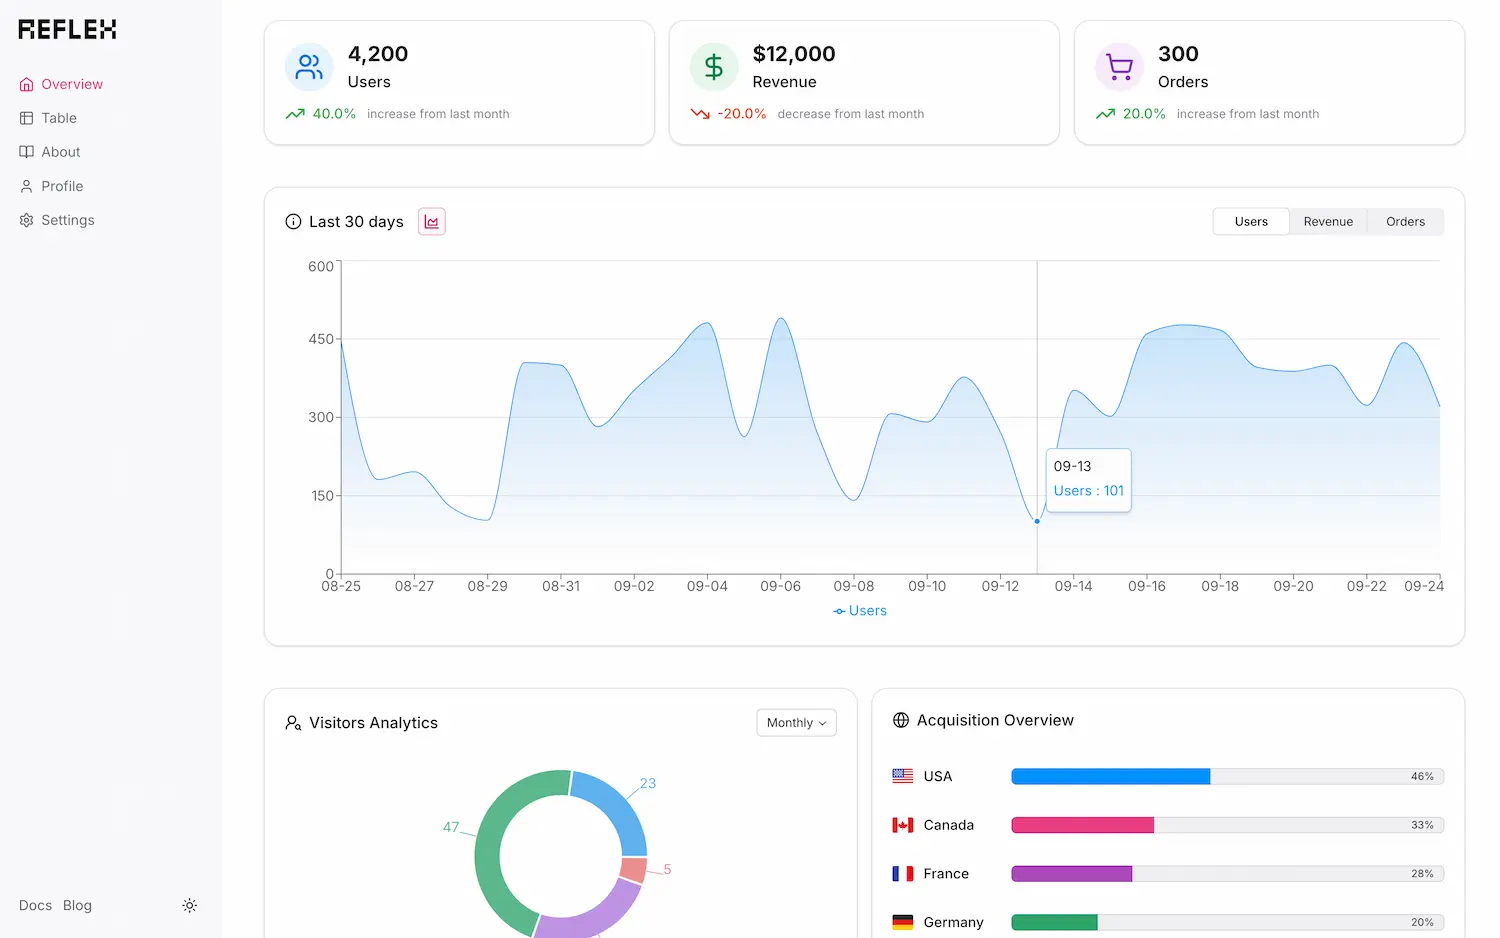 REFLEX
Overview
Table
About
Profile
Settings
Docs Blog
4,200
Users
40.0% increase from last month
$12,000
Revenue
-20.0% decrease from last month
300
Orders
20.0% increase from last month
Last 30 days
Users Revenue Orders
600
450
300
150
0
09-13
Users : 101
08-25 08-27 08-29 08-31 09-02 09-04 09-06 09-08 09-10 09-12 09-14 09-16 09-18 09-20 09-22 09-24
Users
Visitors Analytics
Monthly
23
47
5
Acquisition Overview
USA 46%
Canada 33%
France 28%
Germany 20%